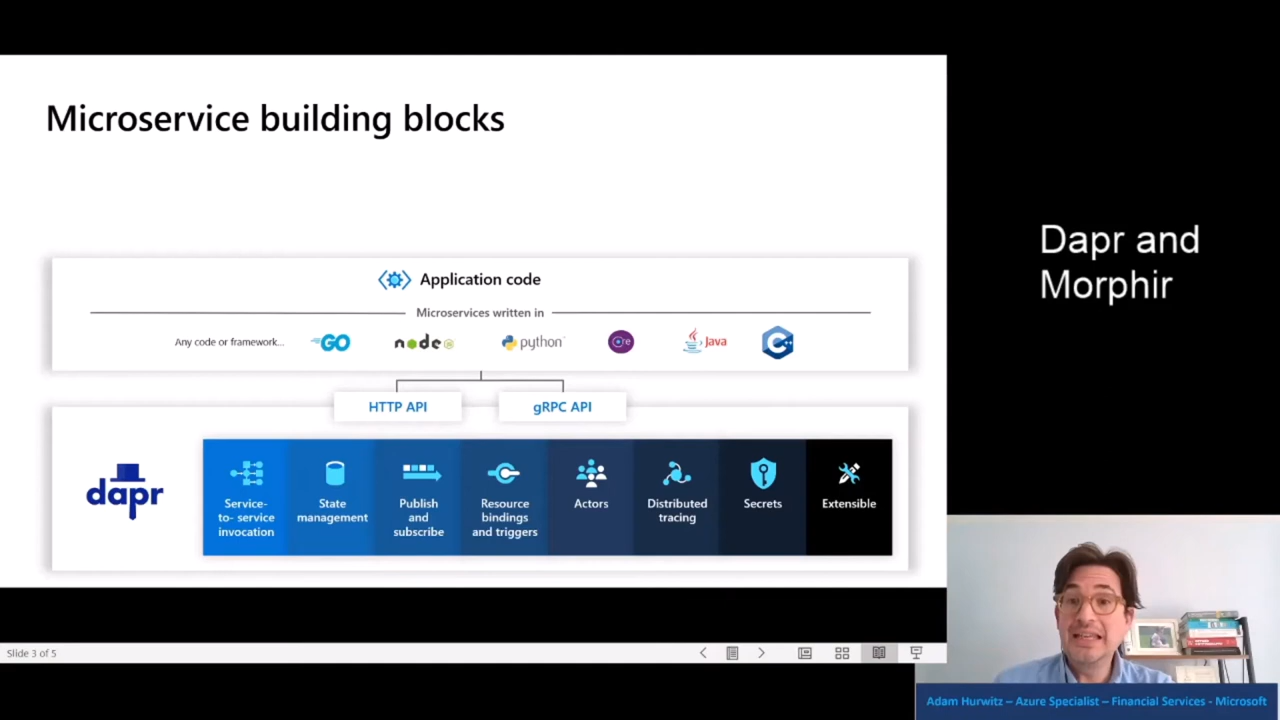 Microservice building blocks
Dapr and
Morphir
Application code
Microservices written in
Any code or framework...
GO
node
python
Core
Java
C++
HTTP API
gRPC API
dapr
Service-
to- service
invocation
State
management
Publish
and
subscribe
Resource
bindings
and triggers
Actors
Distributed
tracing
Secrets
Extensible
Slide 3 of 5
Adam Hurwitz – Azure Specialist – Financial Services - Microsoft